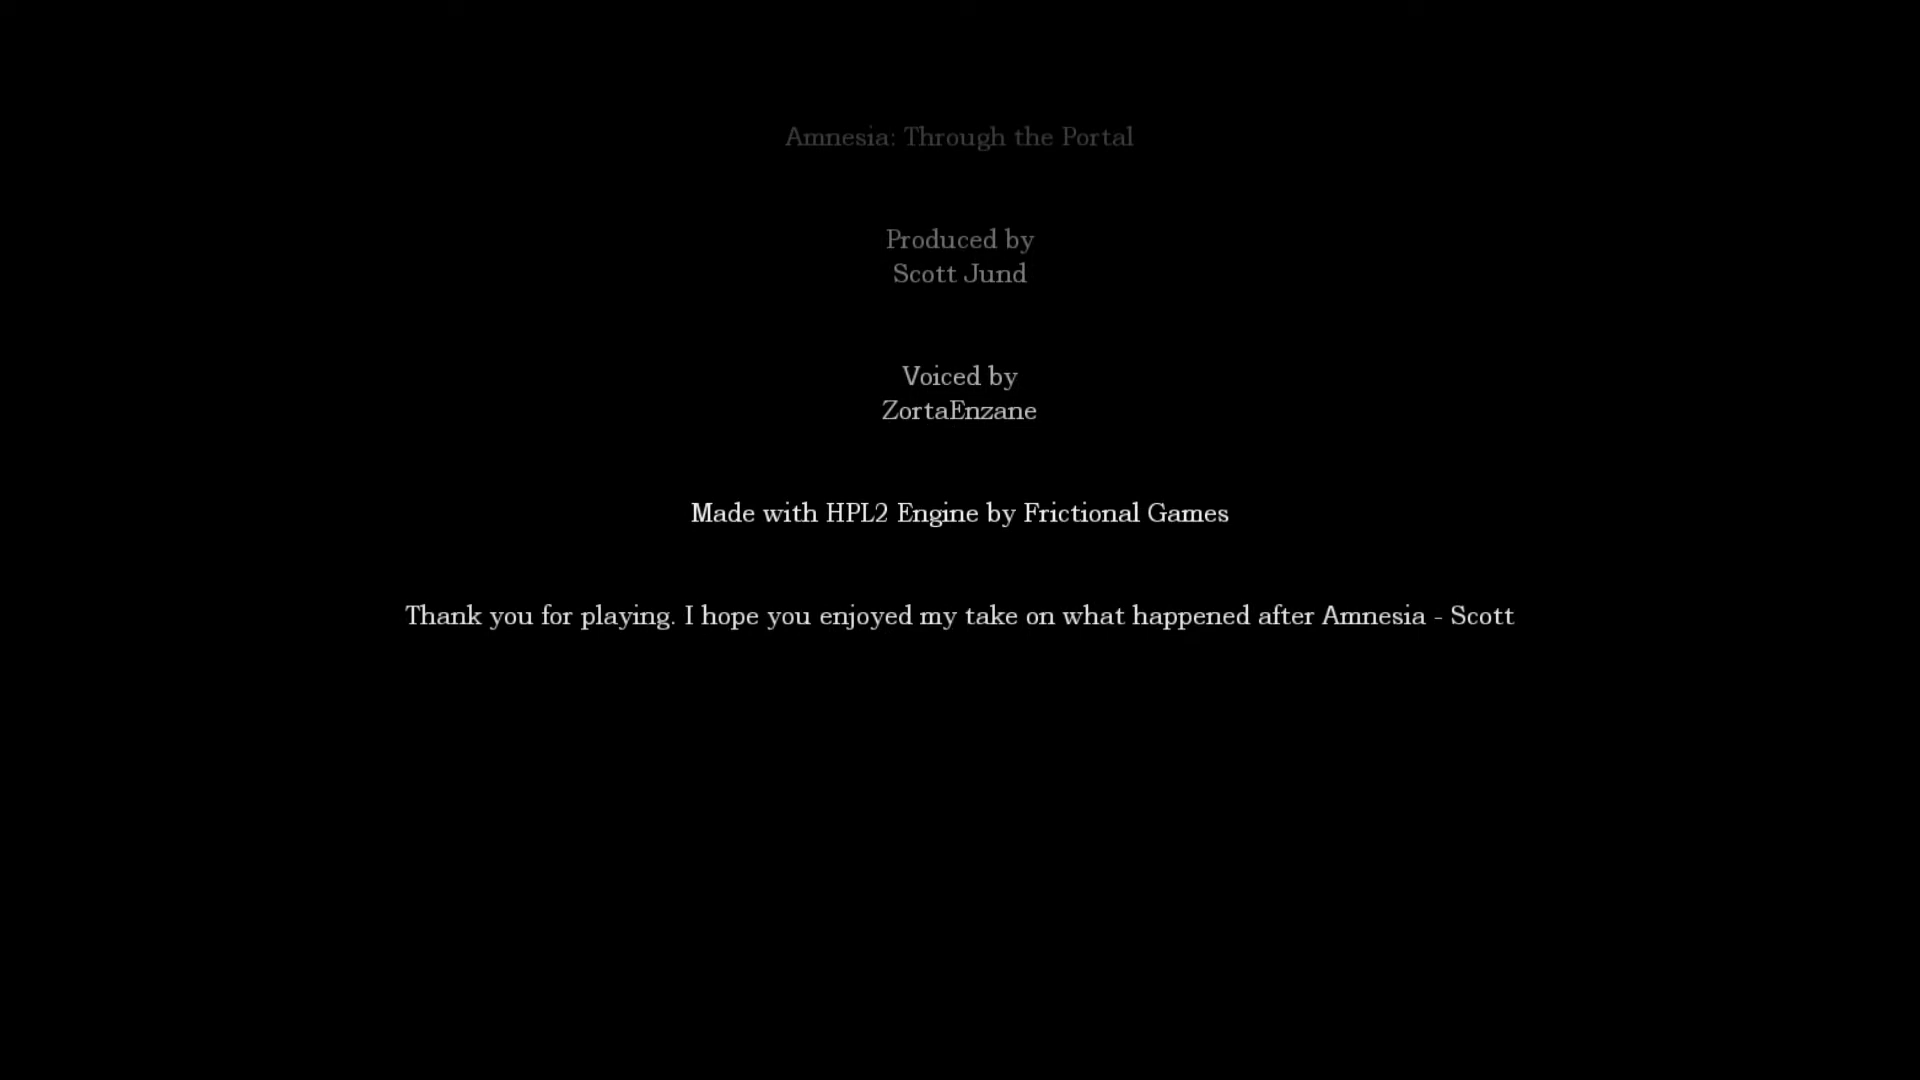 Amnesia: Through the Portal
Produced by
Scott Jund
Voiced by
ZortaEnzane
Made with HPL2 Engine by Frictional Games
Thank you for playing. I hope you enjoyed my take on what happened after Amnesia - Scott